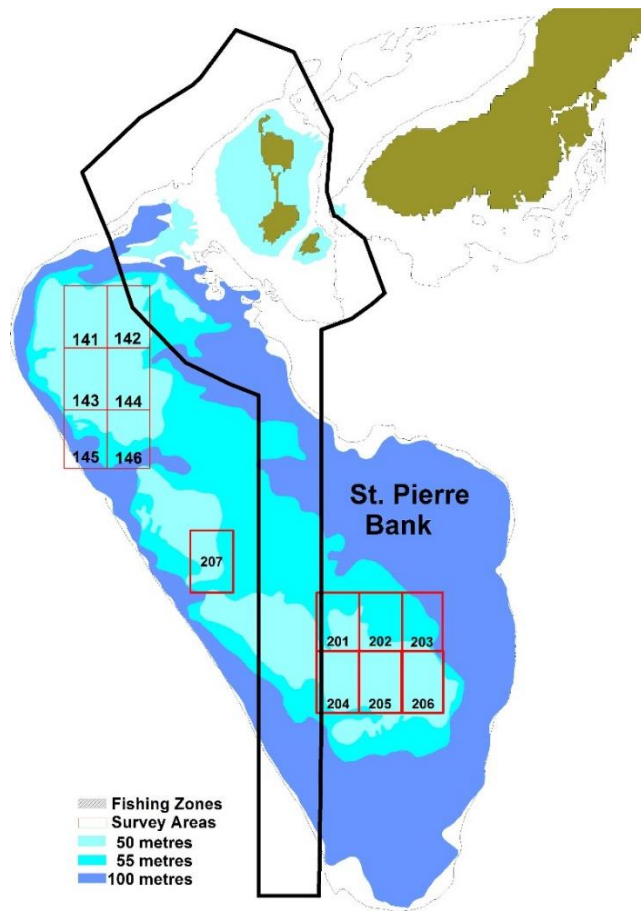 141 142
143 144
145 146
St. Pierre
Bank
207
201 202 203
204 205 206
Fishing Zones
Survey Areas
50 metres
55 metres
100 metres